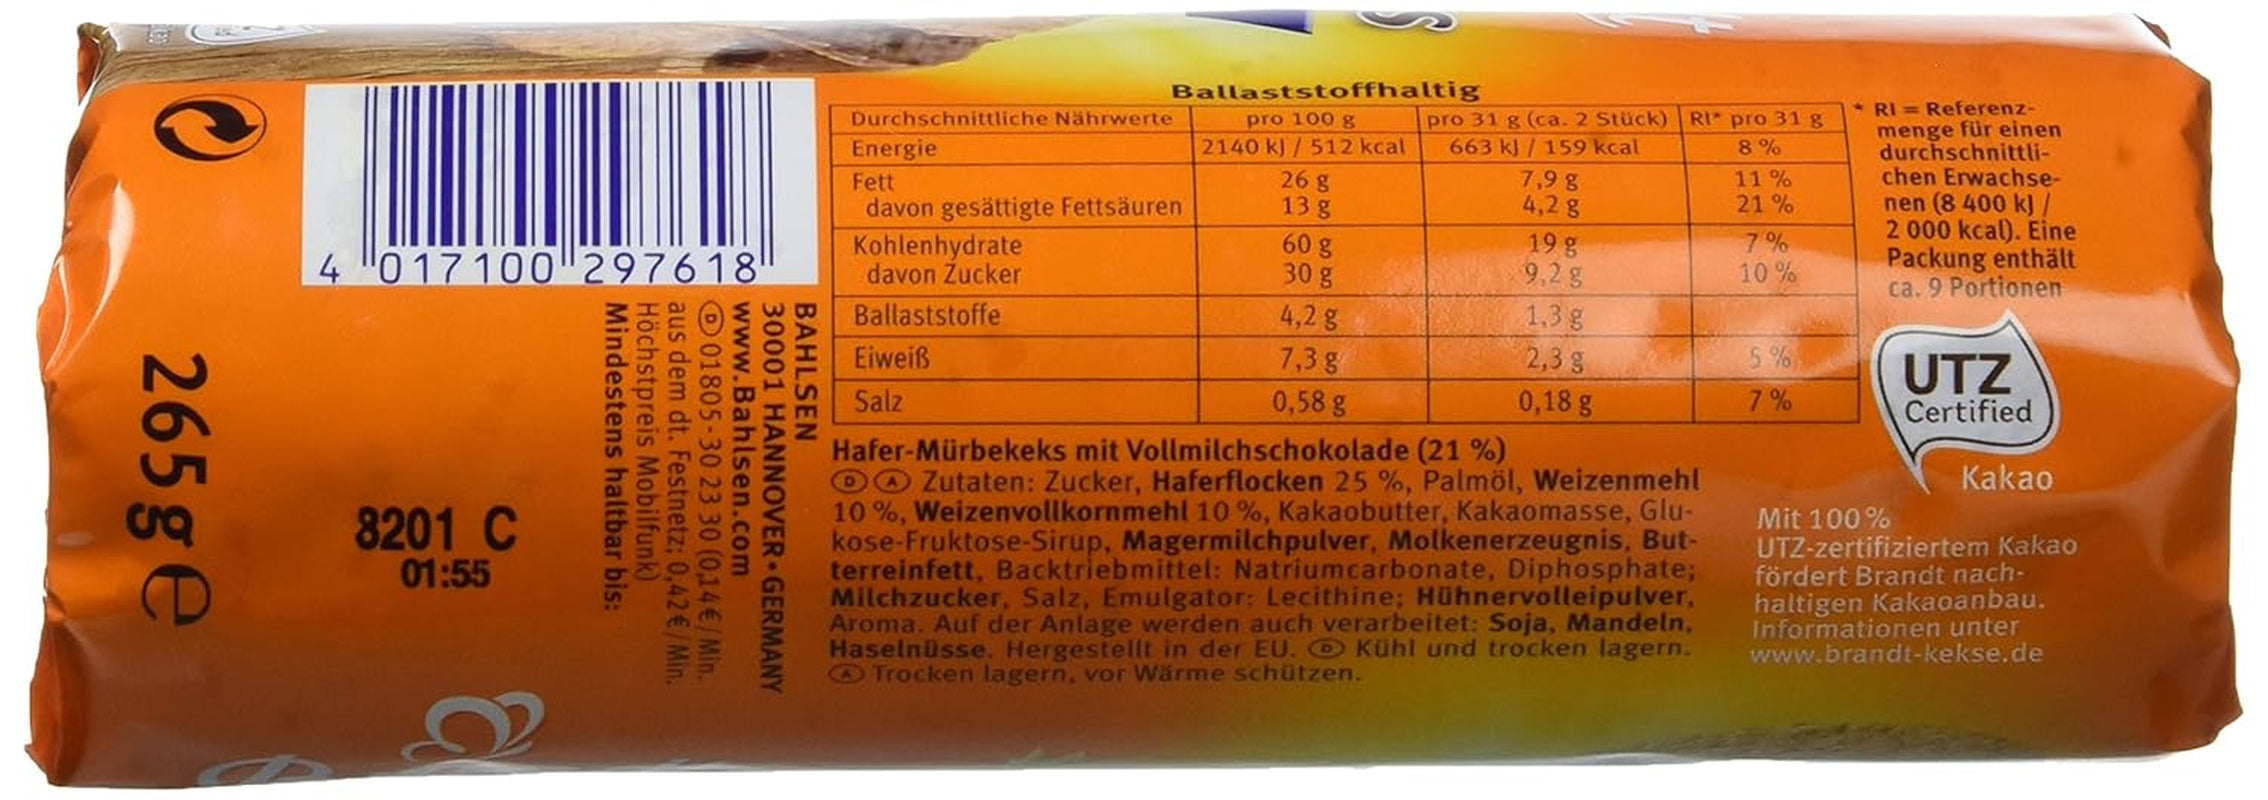 Ballaststoffhaltig
Durchschnittliche Nährwerte pro 100 g pro 31 g (ca. 2 Stück) RI* pro 31 g
Energie 2140 kJ / 512 kcal 663 kJ / 159 kcal 8 %
Fett 26 g 7,9 g 11 %
davon gesättigte Fettsäuren 13 g 4,2 g 21 %
Kohlenhydrate 60 g 19 g 7 %
davon Zucker 30 g 9,2 g 10 %
Ballaststoffe 4,2 g 1,3 g
Eiweiß 7,3 g 2,3 g 5 %
Salz 0,58 g 0,18 g 7 %
* RI = Referenz-
menge für einen
durchschnittli-
chen Erwachse-
nen (8 400 kJ /
2 000 kcal). Eine
Packung enthält
ca. 9 Portionen
UTZ
Certified
Kakao
Mit 100 %
UTZ-zertifiziertem Kakao
fördert Brandt nach-
haltigen Kakaoanbau.
Informationen unter
www.brandt-kekse.de
Hafer-Mürbekeks mit Vollmilchschokolade (21 %)
D A Zutaten: Zucker, Haferflocken 25 %, Palmöl, Weizenmehl
10 %, Weizenvollkornmehl 10 %, Kakaobutter, Kakaomasse, Glu-
kose-Fruktose-Sirup, Magermilchpulver, Molkenerzeugnis, But-
terreinfett, Backtriebmittel: Natriumcarbonate, Diphosphate;
Milchzucker, Salz, Emulgator: Lecithine; Hühnervolleipulver,
Aroma. Auf der Anlage werden auch verarbeitet: Soja, Mandeln,
Haselnüsse. Hergestellt in der EU. D Kühl und trocken lagern.
A Trocken lagern, vor Wärme schützen.
4 017100 297618
BAHLSEN
30001 HANNOVER • GERMANY
www.Bahlsen.com
D 01805 - 30 23 30 (0,14 € / Min.
aus dem dt. Festnetz; 0,42 € / Min.
Höchstpreis Mobilfunk)
Mindestens haltbar bis:
8201 C
01:55
265g e